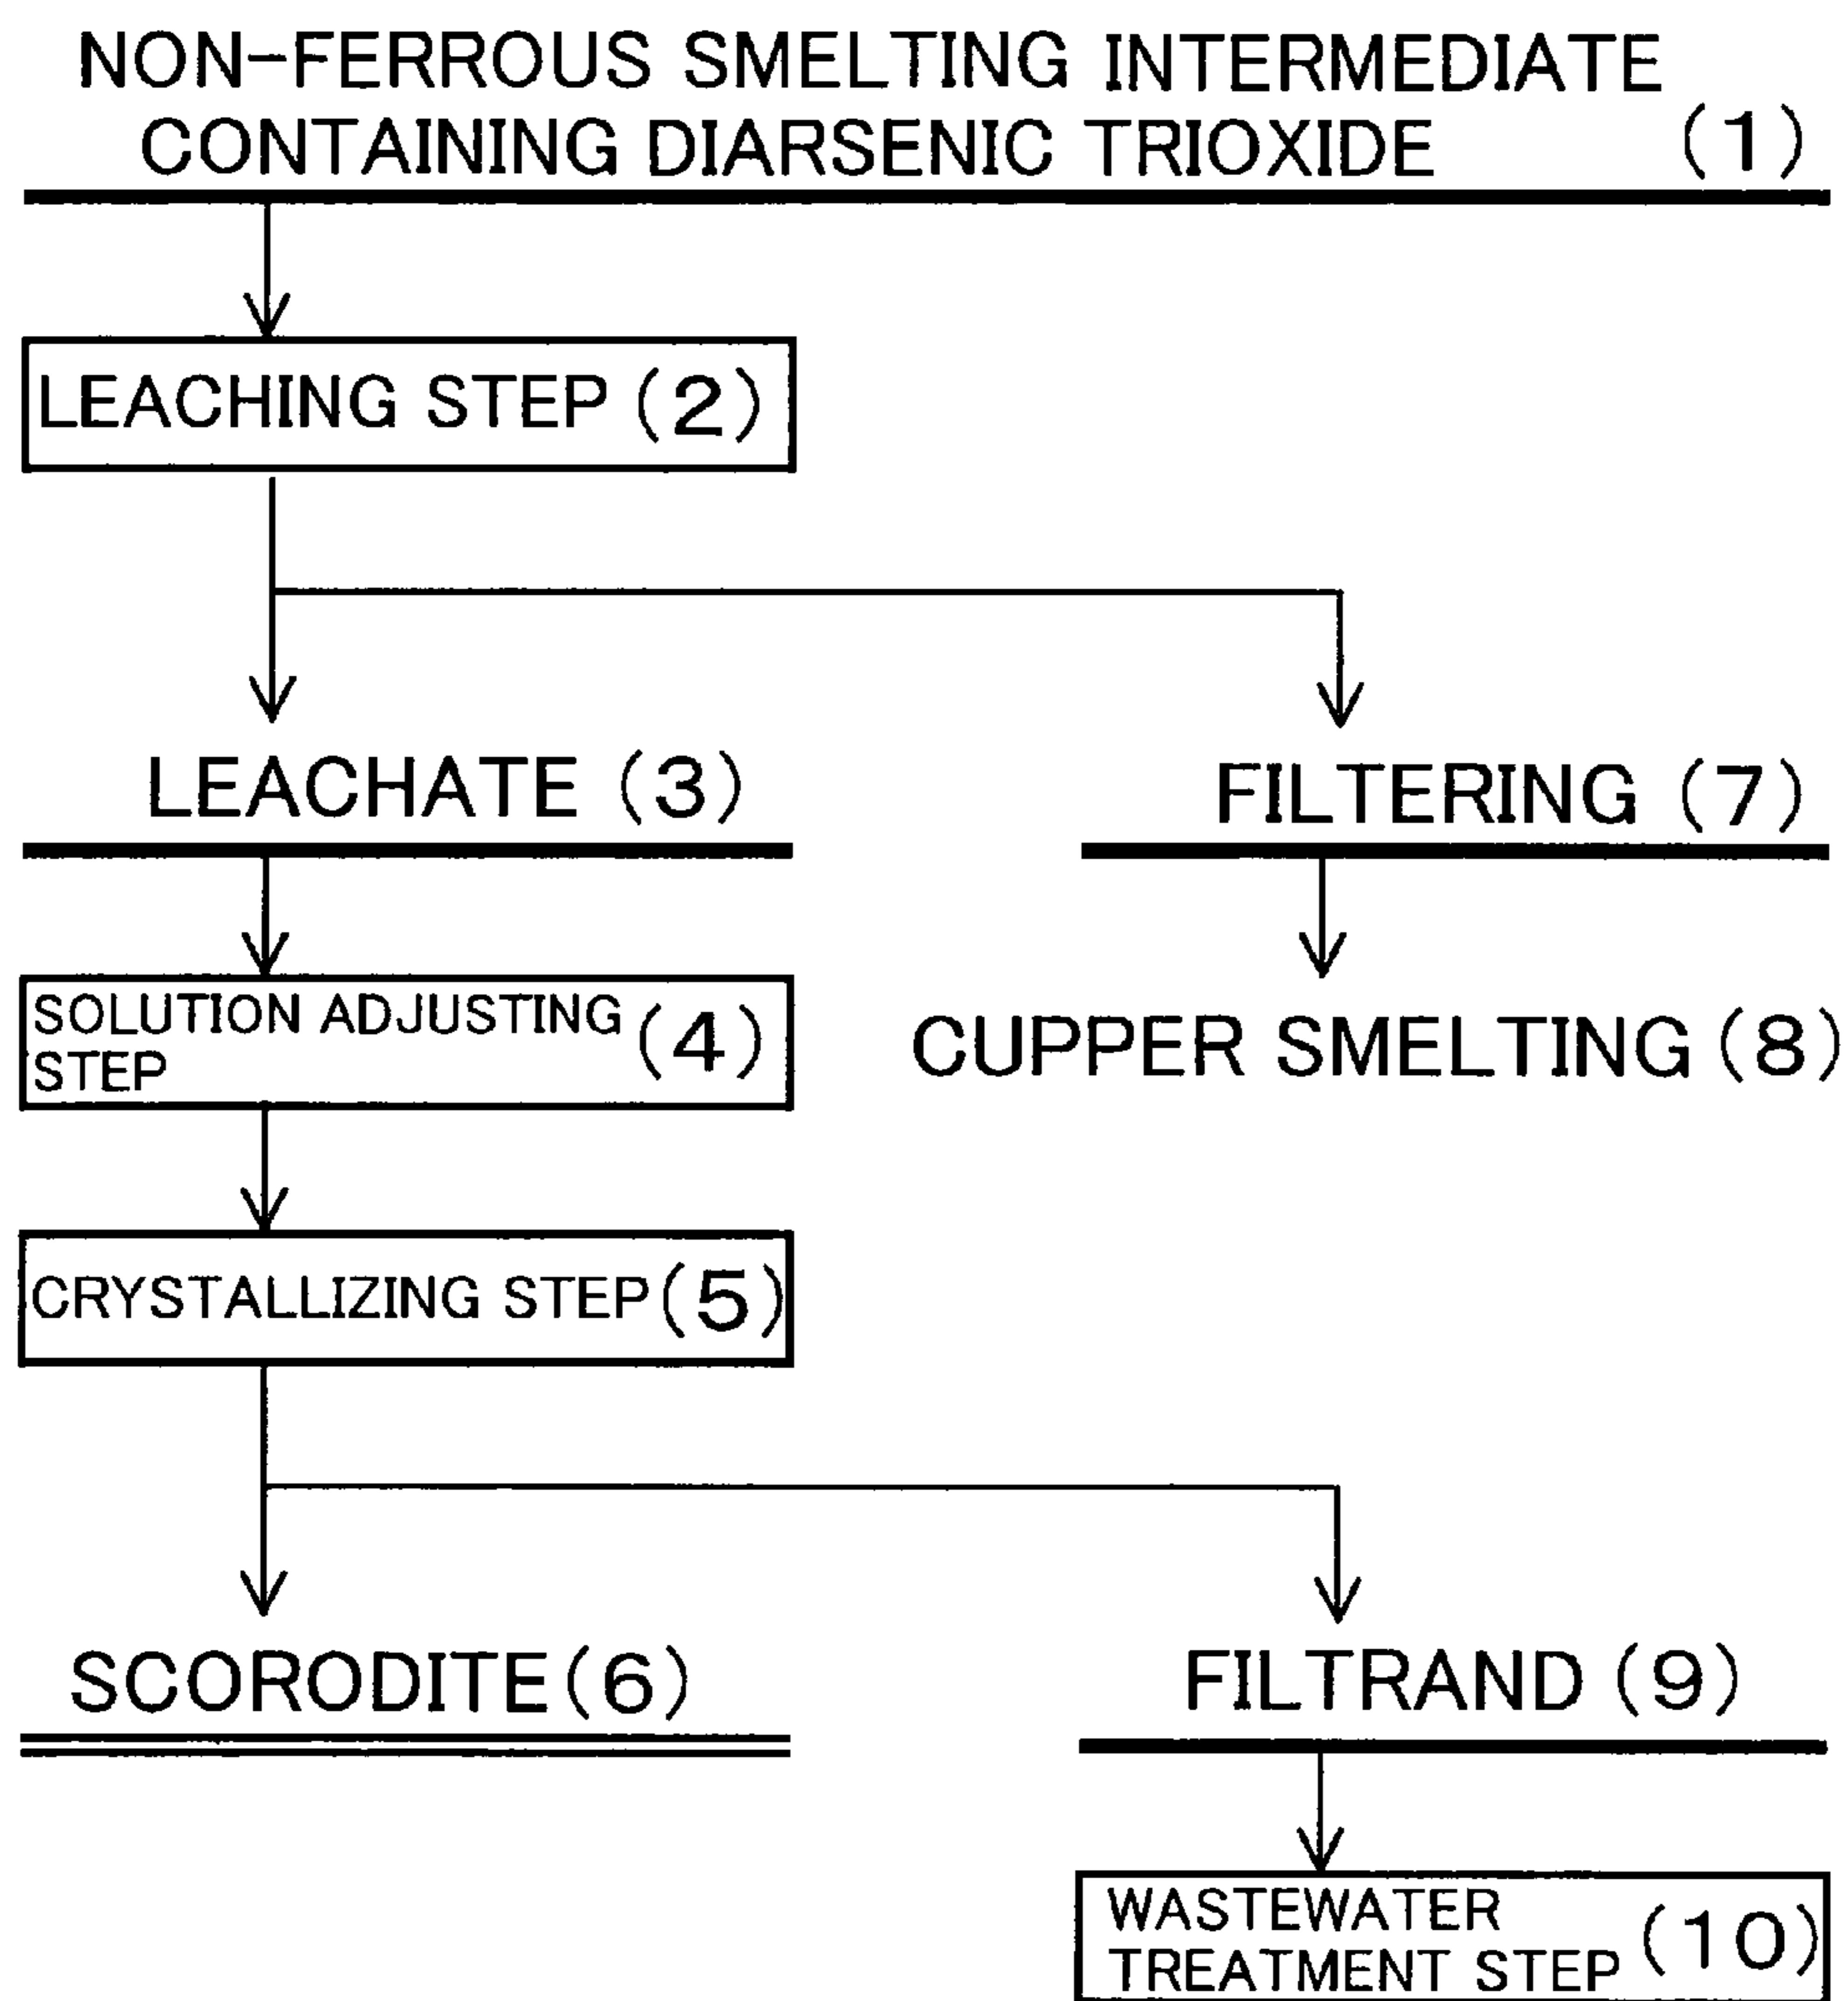 NON-FERROUS SMELTING INTERMEDIATE
CONTAINING DIARSENIC TRIOXIDE (1)
LEACHING STEP (2)
LEACHATE (3)
FILTERING (7)
SOLUTION ADJUSTING
STEP (4)
CUPPER SMELTING (8)
CRYSTALLIZING STEP (5)
SCORODITE (6)
FILTRAND (9)
WASTEWATER
TREATMENT STEP (10)